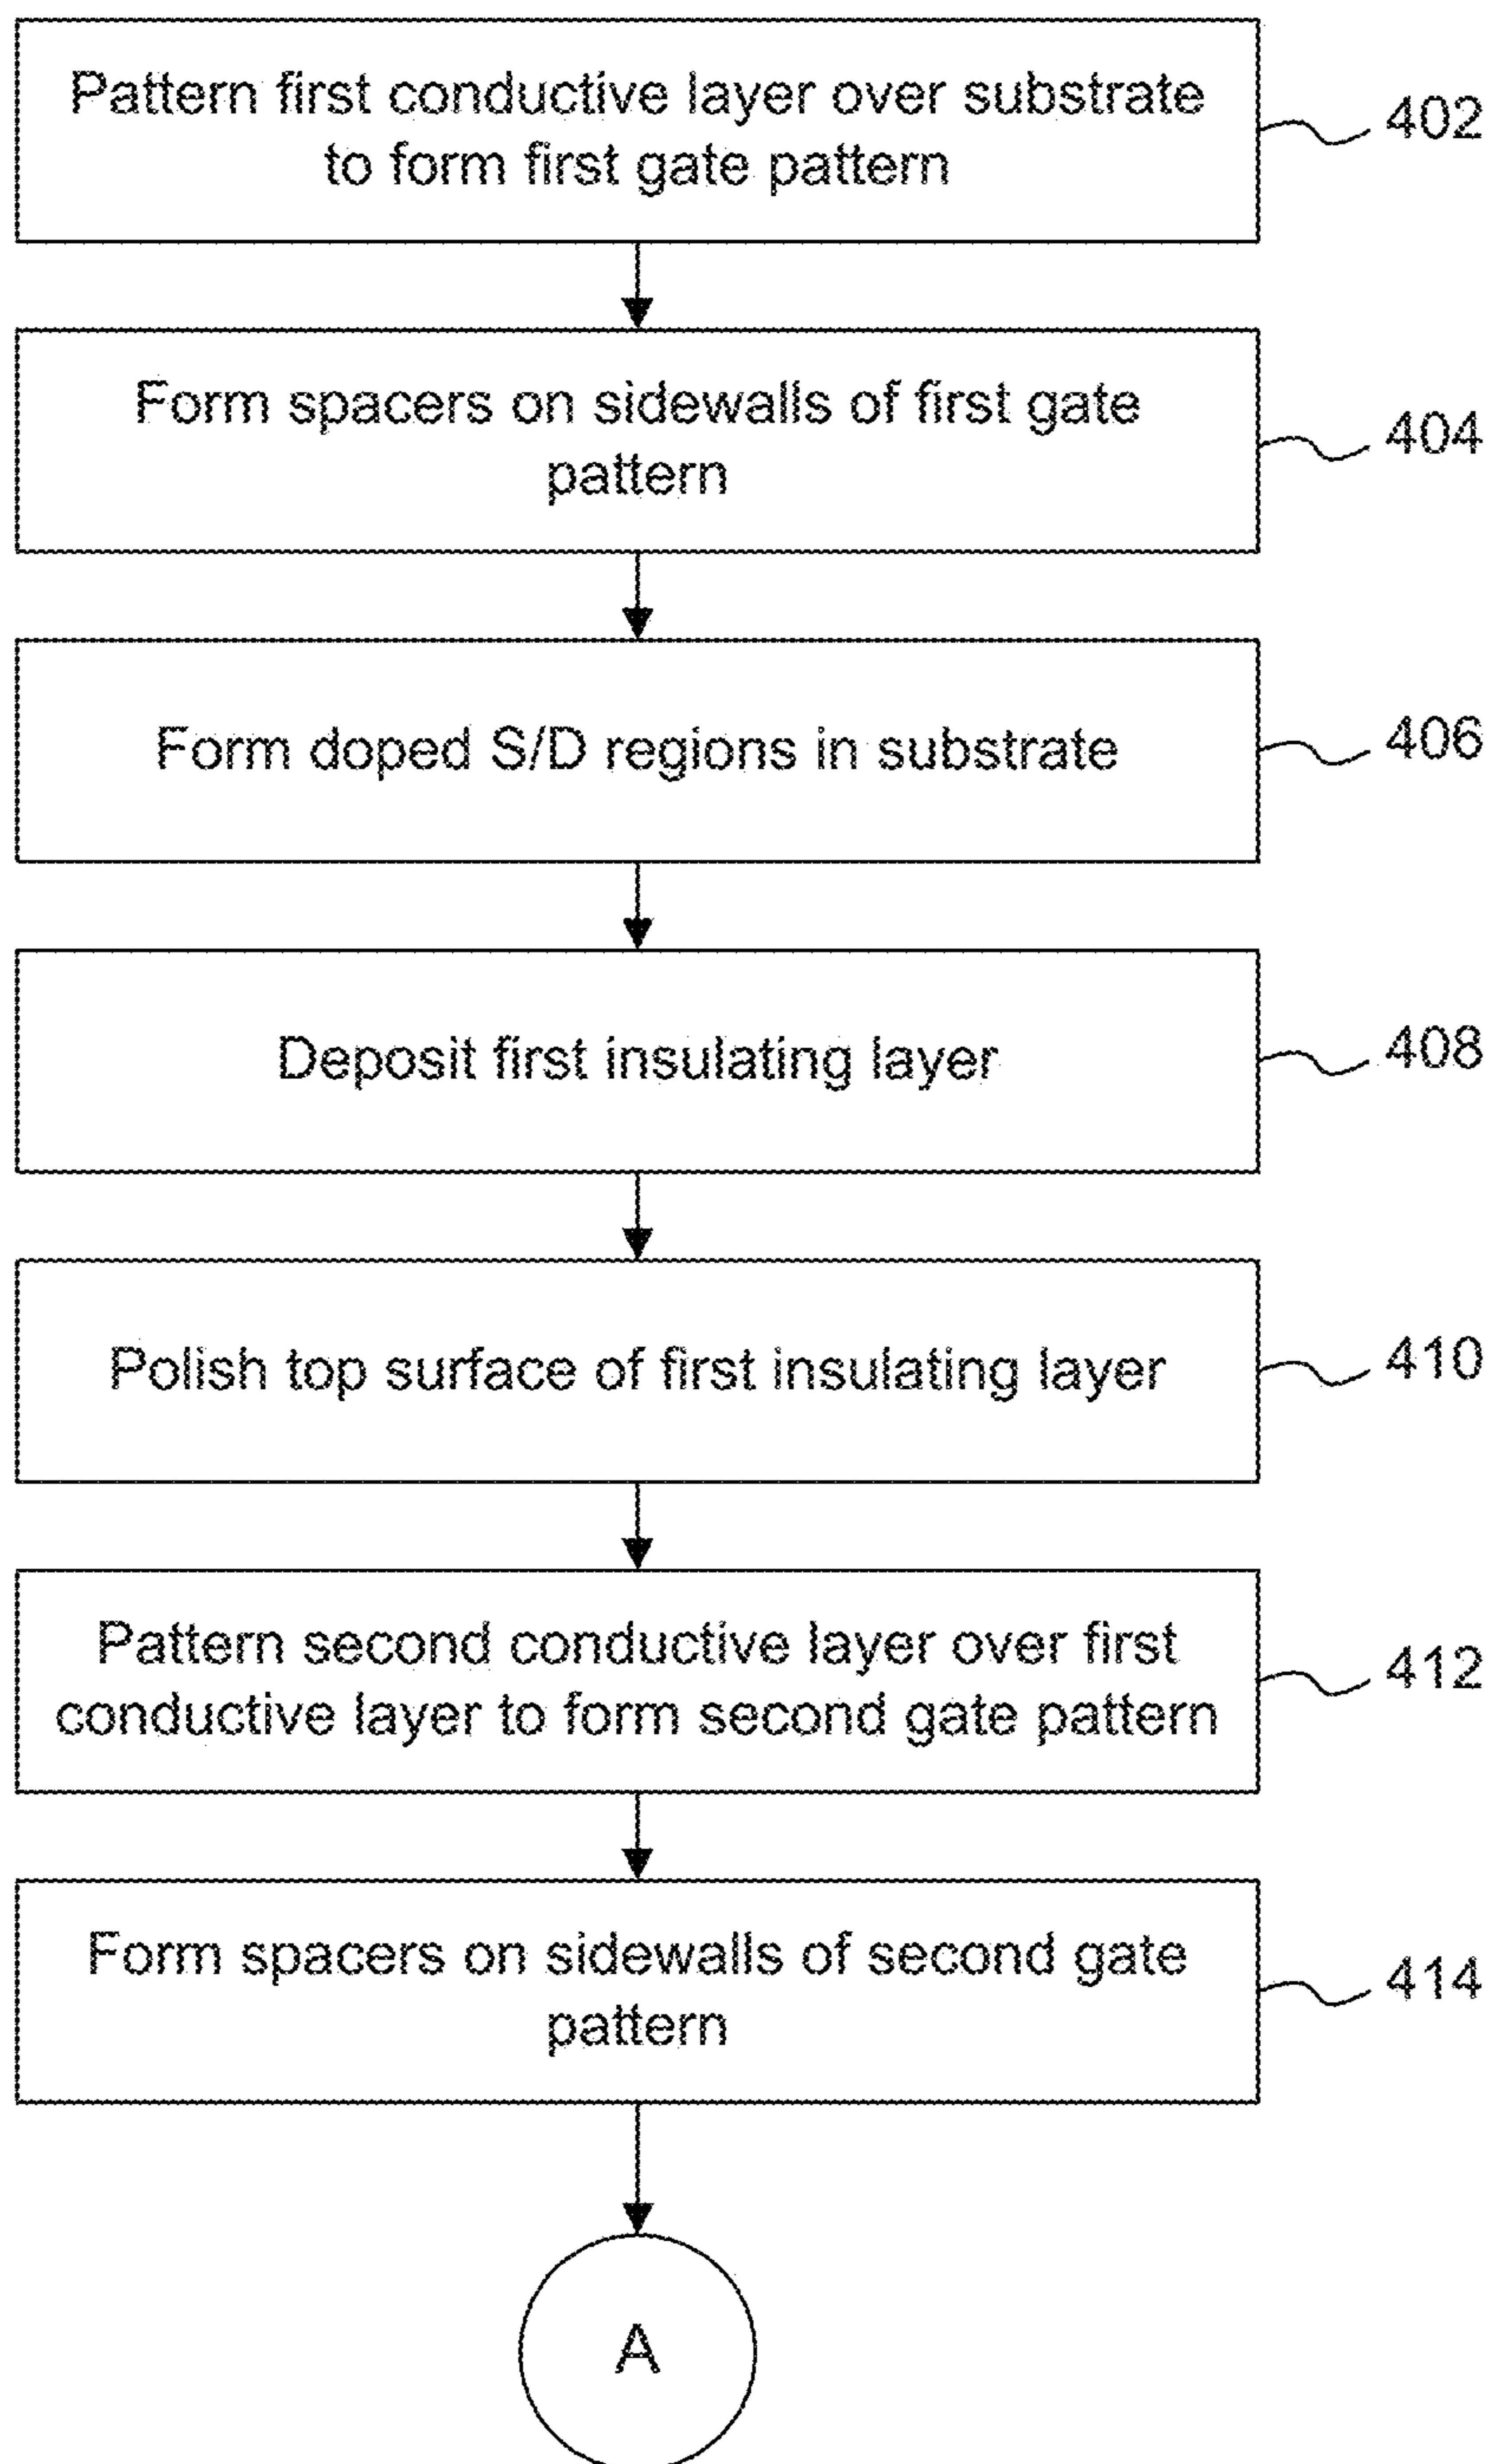 Pattern first conductive layer over substrate
to form first gate pattern
402
Form spacers on sidewalls of first gate
pattern
404
Form doped S/D regions in substrate
406
Deposit first insulating layer
408
Polish top surface of first insulating layer
410
Pattern second conductive layer over first
conductive layer to form second gate pattern
412
Form spacers on sidewalls of second gate
pattern
414
A